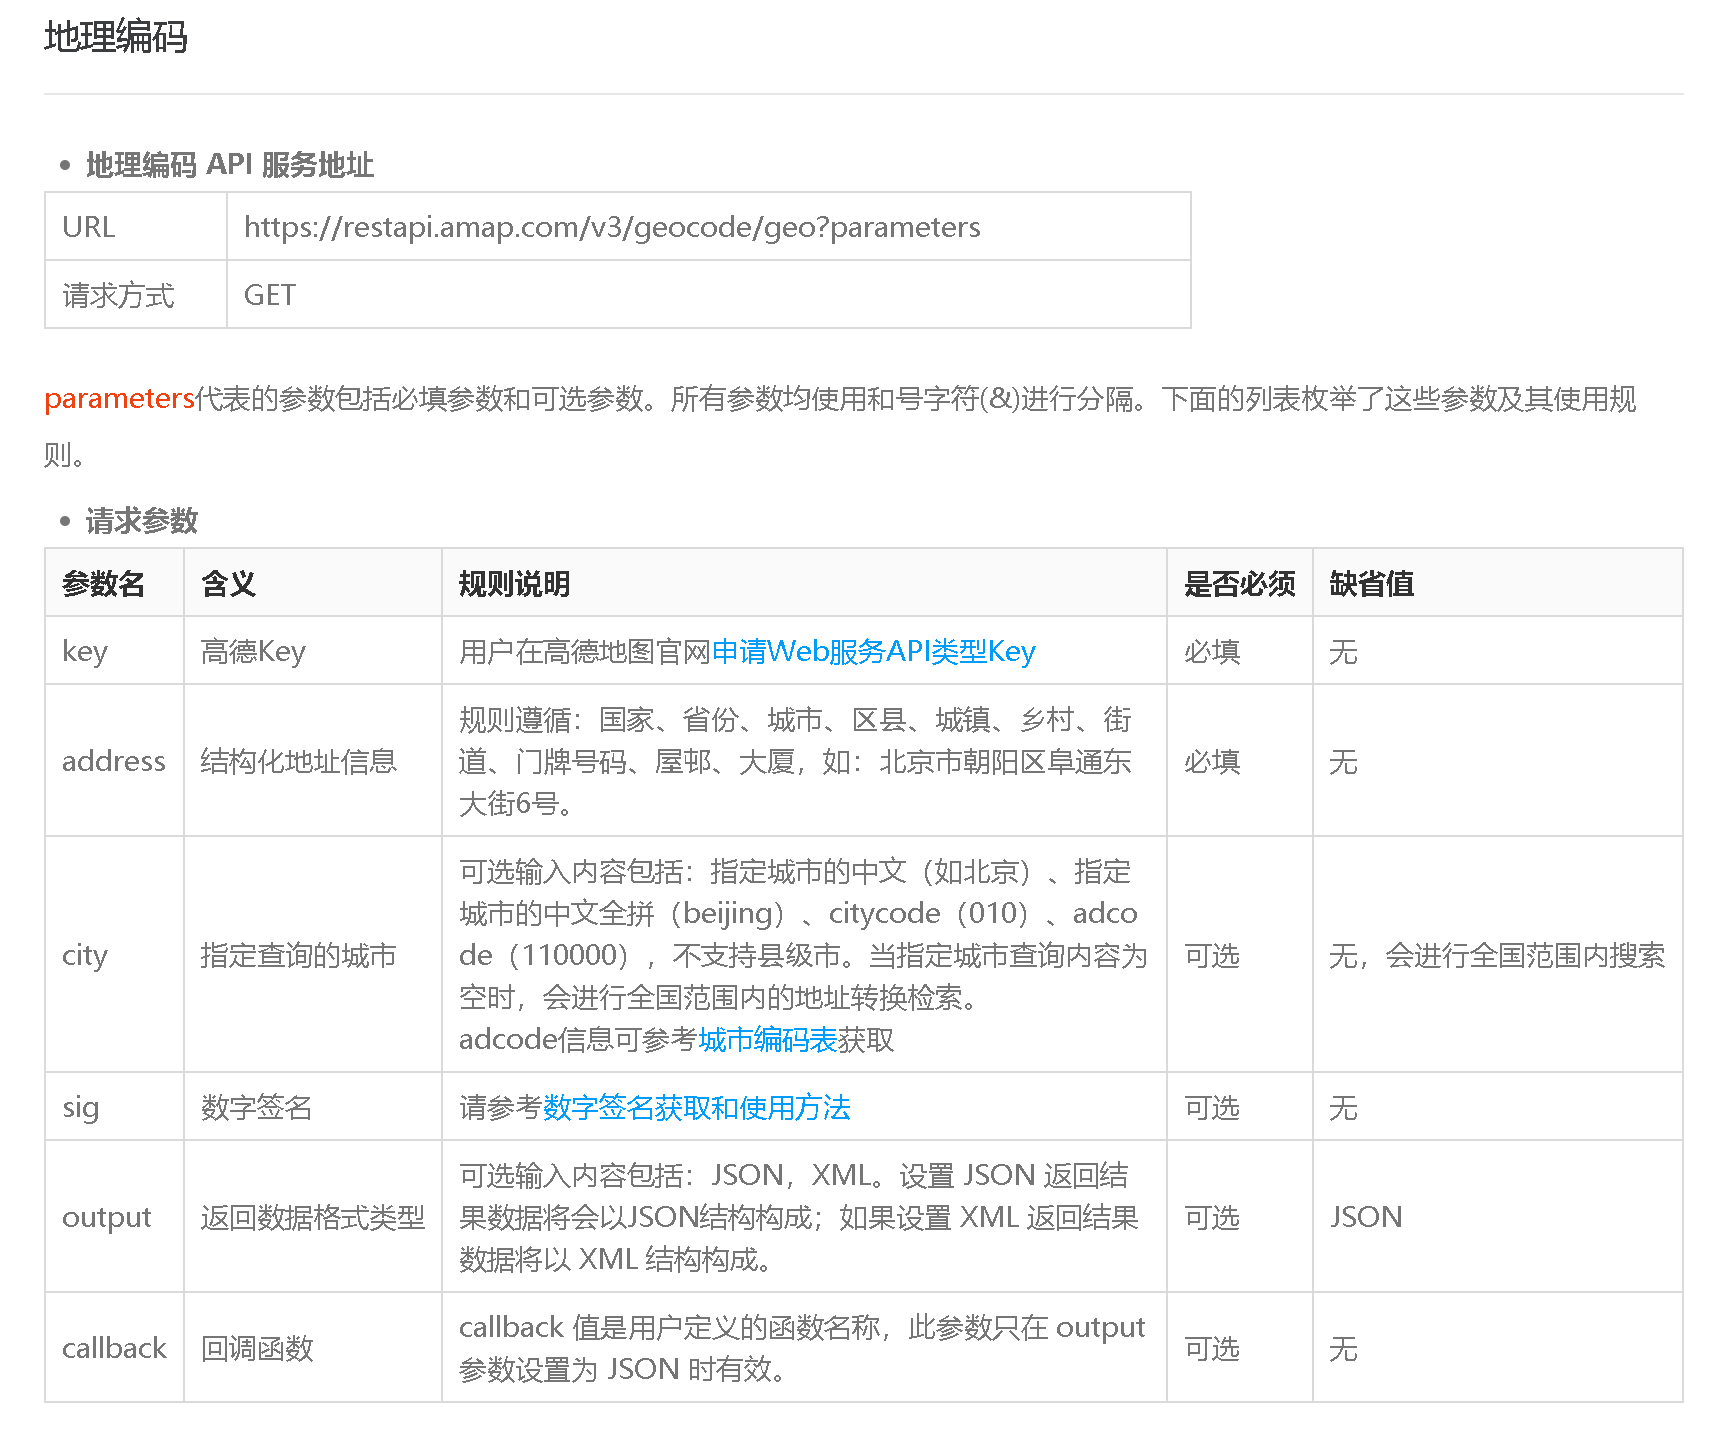 地理编码
地理编码 API 服务地址
URL
https://restapi.amap.com/v3/geocode/geo?parameters
请求方式
GET
parameters代表的参数包括必填参数和可选参数。所有参数均使用和号字符(&)进行分隔。下面的列表枚举了这些参数及其使用规
则。
请求参数
参数名
含义
规则说明
是否必须
缺省值
key
高德Key
用户在高德地图官网申请Web服务API类型Key
必填
无
address
结构化地址信息
规则遵循：国家、省份、城市、区县、城镇、乡村、街
道、门牌号码、屋邨、大厦，如：北京市朝阳区阜通东
大街6号。
必填
无
city
指定查询的城市
可选输入内容包括：指定城市的中文（如北京）、指定
城市的中文全拼（beijing）、citycode（010）、adco
de（110000），不支持县级市。当指定城市查询内容为
空时，会进行全国范围内的地址转换检索。
adcode信息可参考城市编码表获取
可选
无，会进行全国范围内搜索
sig
数字签名
请参考数字签名获取和使用方法
可选
无
output
返回数据格式类型
可选输入内容包括：JSON，XML。设置 JSON 返回结
果数据将会以JSON结构构成；如果设置 XML 返回结果
数据将以 XML 结构构成。
可选
JSON
callback
回调函数
callback 值是用户定义的函数名称，此参数只在 output
参数设置为 JSON 时有效。
可选
无